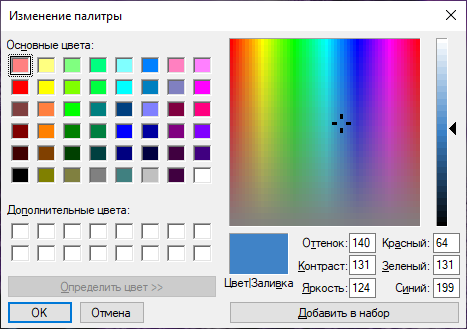 Изменение палитры
Основные цвета:
Дополнительные цвета:
Определить цвет >>
OK
Отмена
Цвет|Заливка
Оттенок: 140
Контраст: 131
Яркость: 124
Красный: 64
Зеленый: 131
Синий: 199
Добавить в набор